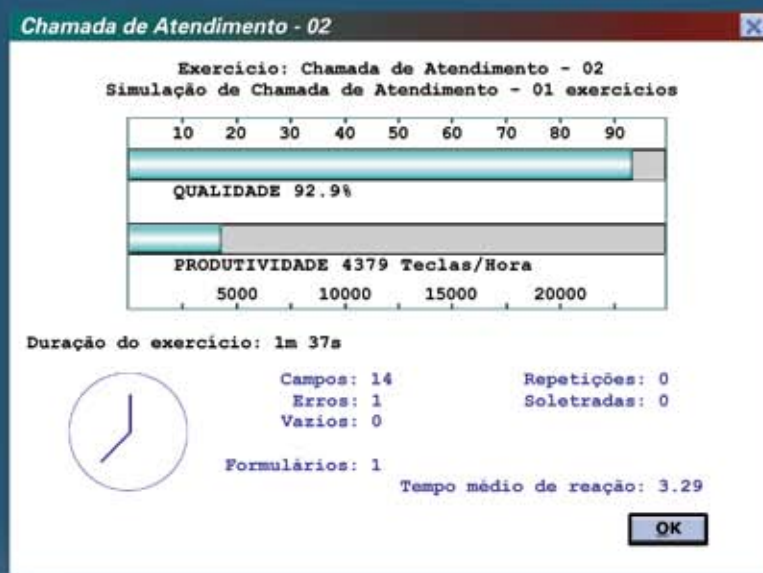 Chamada de Atendimento - 02
Exercício: Chamada de Atendimento - 02
Simulação de Chamada de Atendimento - 01 exercícios
10 20 30 40 50 60 70 80 90
QUALIDADE 92.9%
PRODUTIVIDADE 4379 Teclas/Hora
5000 10000 15000 20000
Duração do exercício: 1m 37s
Campos: 14 Repetições: 0
Erros: 1 Soletradas: 0
Vazios: 0
Formulários: 1
Tempo médio de reação: 3.29
OK